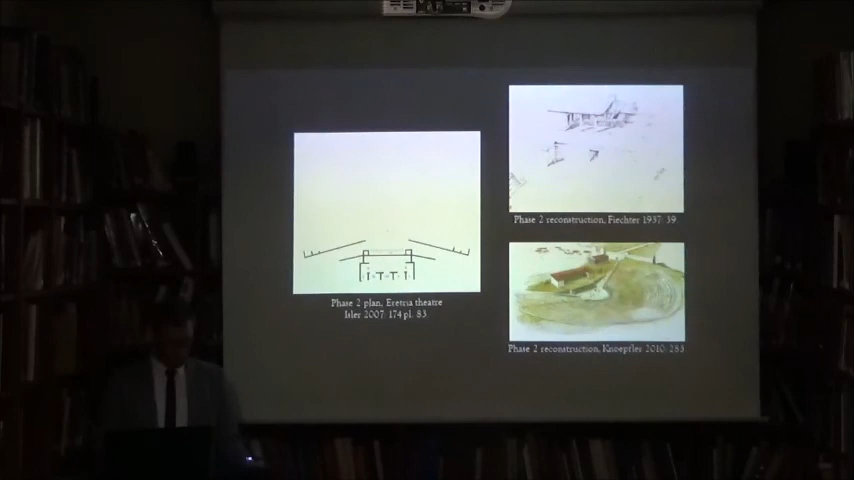 Phase 2 plan, Eretria theatre
Isler 2007: 174 pl. 83.
Phase 2 reconstruction, Fiechter 1937: 39.
Phase 2 reconstruction, Knoepfler 2010: 283